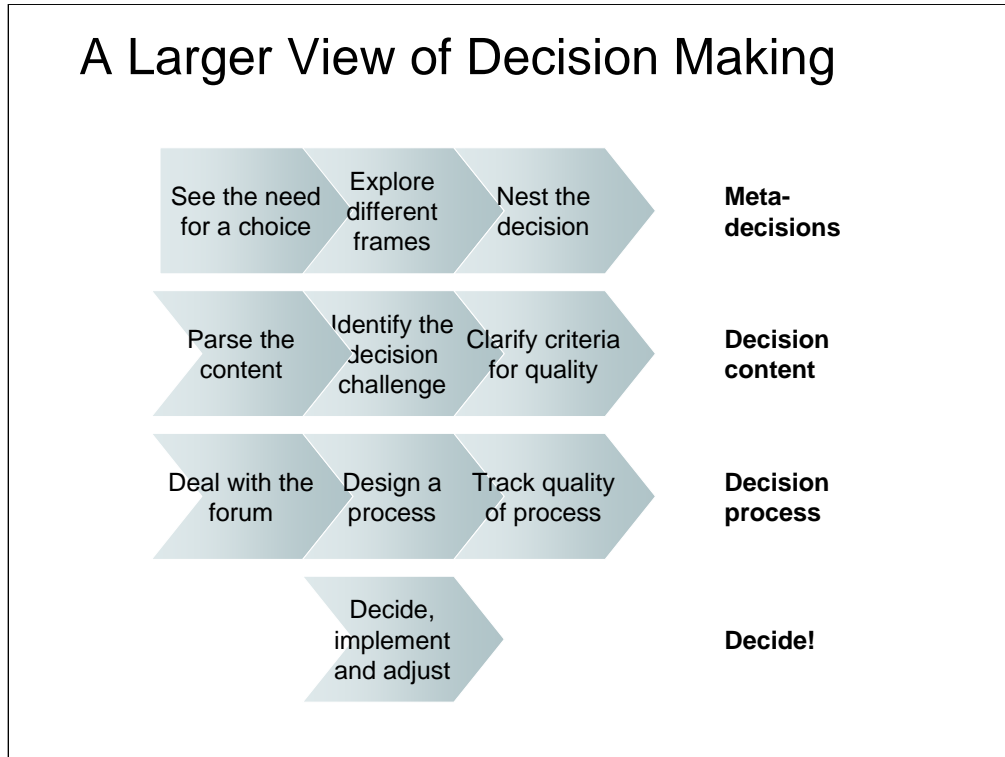 A Larger View of Decision Making
See the need
for a choice
Explore
different
frames
Nest the
decision
Meta-
decisions
Parse the
content
Identify the
decision
challenge
Clarify criteria
for quality
Decision
content
Deal with the
forum
Design a
process
Track quality
of process
Decision
process
Decide,
implement
and adjust
Decide!